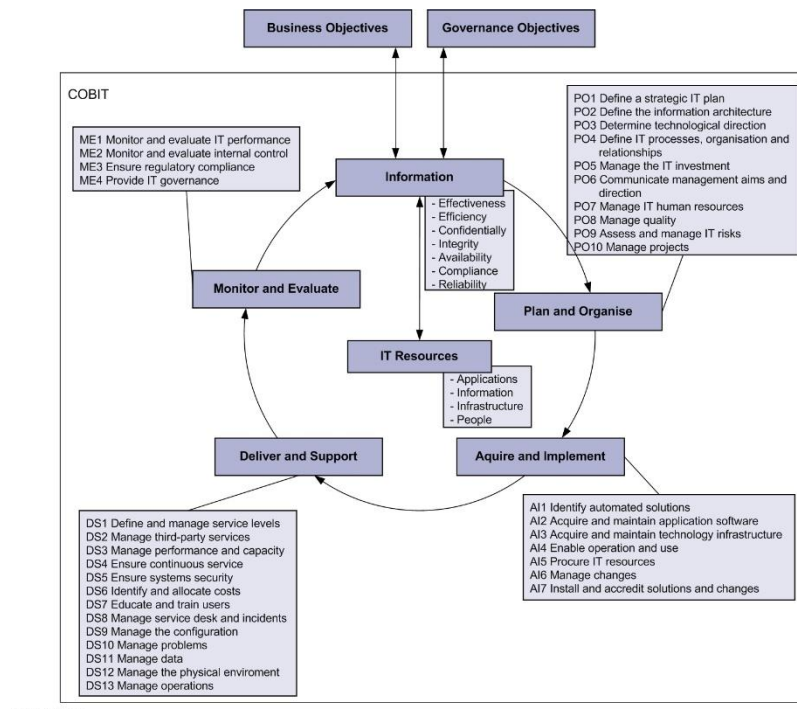 Business Objectives
Governance Objectives
COBIT
PO1 Define a strategic IT plan
PO2 Define the information architecture
PO3 Determine technological direction
PO4 Define IT processes, organisation and
relationships
PO5 Manage the IT investment
PO6 Communicate management aims and
direction
PO7 Manage IT human resources
PO8 Manage quality
PO9 Assess and manage IT risks
PO10 Manage projects
ME1 Monitor and evaluate IT performance
ME2 Monitor and evaluate internal control
ME3 Ensure regulatory compliance
ME4 Provide IT governance
Information
- Effectiveness
- Efficiency
- Confidentially
- Integrity
- Availability
- Compliance
- Reliability
Monitor and Evaluate
Plan and Organise
IT Resources
- Applications
- Information
- Infrastructure
- People
Deliver and Support
Aquire and Implement
DS1 Define and manage service levels
DS2 Manage third-party services
DS3 Manage performance and capacity
DS4 Ensure continuous service
DS5 Ensure systems security
DS6 Identify and allocate costs
DS7 Educate and train users
DS8 Manage service desk and incidents
DS9 Manage the configuration
DS10 Manage problems
DS11 Manage data
DS12 Manage the physical enviroment
DS13 Manage operations
AI1 Identify automated solutions
AI2 Acquire and maintain application software
AI3 Acquire and maintain technology infrastructure
AI4 Enable operation and use
AI5 Procure IT resources
AI6 Manage changes
AI7 Install and accredit solutions and changes